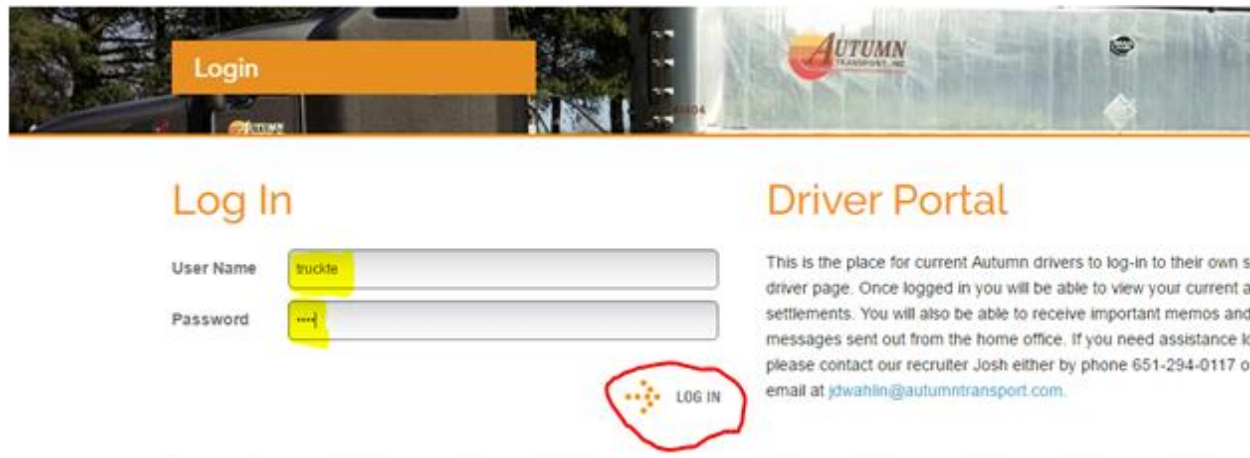 Login
AUTUMN
TRANSPORT, INC
AUTUMN
Log In
User Name
truckte
Password
LOG IN
Driver Portal
This is the place for current Autumn drivers to log-in to their own s
driver page. Once logged in you will be able to view your current a
settlements. You will also be able to receive important memos and
messages sent out from the home office. If you need assistance lo
please contact our recruiter Josh either by phone 651-294-0117 o
email at jdwahlin@autumntransport.com.